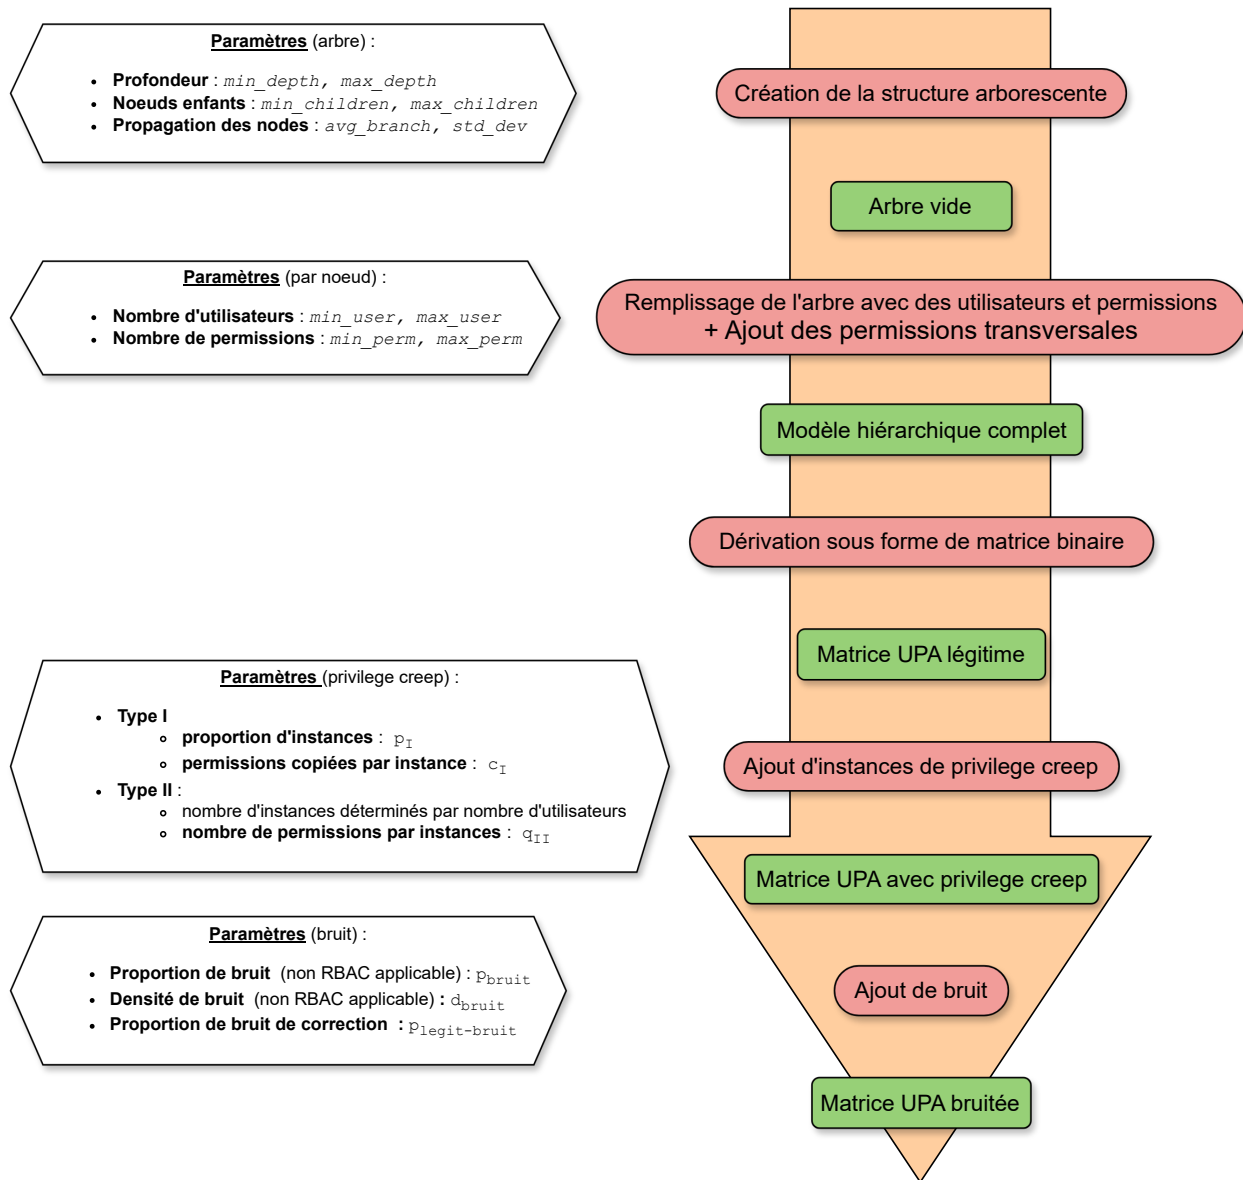 Paramètres (arbre) :
• Profondeur : min_depth, max_depth
• Noeuds enfants : min_children, max_children
• Propagation des nodes : avg_branch, std_dev
Création de la structure arborescente
Arbre vide
Paramètres (par noeud) :
• Nombre d'utilisateurs : min_user, max_user
• Nombre de permissions : min_perm, max_perm
Remplissage de l'arbre avec des utilisateurs et permissions
+ Ajout des permissions transversales
Modèle hiérarchique complet
Dérivation sous forme de matrice binaire
Matrice UPA légitime
Paramètres (privilege creep) :
• Type I
o proportion d'instances : p_I
o permissions copiées par instance : c_I
• Type II :
o nombre d'instances déterminés par nombre d'utilisateurs
o nombre de permissions par instances : q_II
Ajout d'instances de privilege creep
Matrice UPA avec privilege creep
Paramètres (bruit) :
• Proportion de bruit (non RBAC applicable) : p_bruit
• Densité de bruit (non RBAC applicable) : d_bruit
• Proportion de bruit de correction : p_legit-bruit
Ajout de bruit
Matrice UPA bruitée